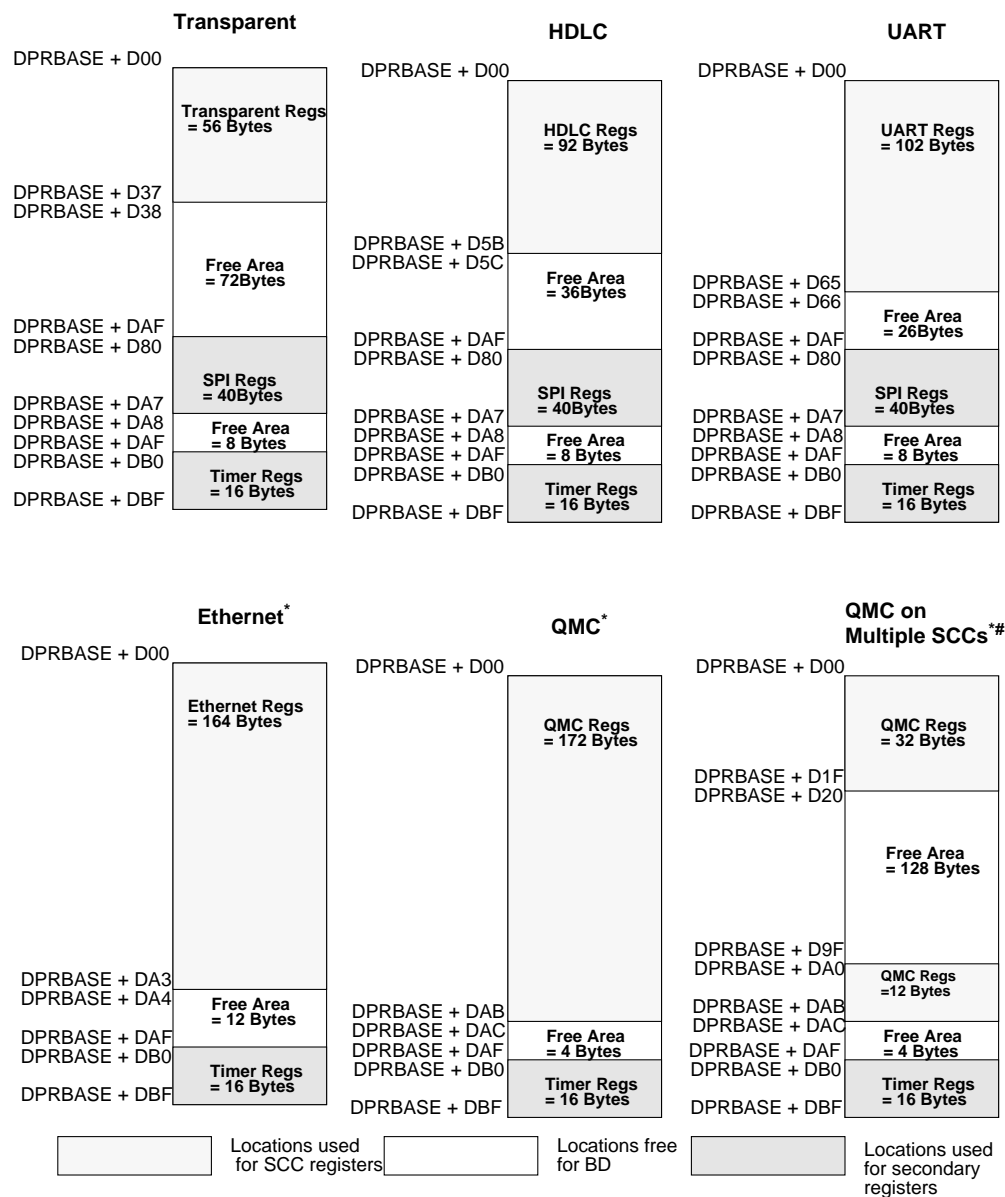 Transparent
DPRBASE + D00
Transparent Regs
= 56 Bytes
DPRBASE + D37
DPRBASE + D38
Free Area
= 72Bytes
DPRBASE + DAF
DPRBASE + D80
SPI Regs
= 40Bytes
DPRBASE + DA7
DPRBASE + DA8
Free Area
= 8 Bytes
DPRBASE + DAF
DPRBASE + DB0
Timer Regs
= 16 Bytes
DPRBASE + DBF
HDLC
DPRBASE + D00
HDLC Regs
= 92 Bytes
DPRBASE + D5B
DPRBASE + D5C
Free Area
= 36Bytes
DPRBASE + DAF
DPRBASE + D80
SPI Regs
= 40Bytes
DPRBASE + DA7
DPRBASE + DA8
Free Area
= 8 Bytes
DPRBASE + DAF
DPRBASE + DB0
Timer Regs
= 16 Bytes
DPRBASE + DBF
UART
DPRBASE + D00
UART Regs
= 102 Bytes
DPRBASE + D65
DPRBASE + D66
Free Area
= 26Bytes
DPRBASE + DAF
DPRBASE + D80
SPI Regs
= 40Bytes
DPRBASE + DA7
DPRBASE + DA8
Free Area
= 8 Bytes
DPRBASE + DAF
DPRBASE + DB0
Timer Regs
= 16 Bytes
DPRBASE + DBF
Ethernet*
DPRBASE + D00
Ethernet Regs
= 164 Bytes
DPRBASE + DA3
DPRBASE + DA4
Free Area
= 12 Bytes
DPRBASE + DAF
DPRBASE + DB0
Timer Regs
= 16 Bytes
DPRBASE + DBF
QMC*
DPRBASE + D00
QMC Regs
= 172 Bytes
DPRBASE + DAB
DPRBASE + DAC
Free Area
= 4 Bytes
DPRBASE + DAF
DPRBASE + DB0
Timer Regs
= 16 Bytes
DPRBASE + DBF
QMC on
Multiple SCCs*#
DPRBASE + D00
QMC Regs
= 32 Bytes
DPRBASE + D1F
DPRBASE + D20
Free Area
= 128 Bytes
DPRBASE + D9F
DPRBASE + DA0
QMC Regs
=12 Bytes
DPRBASE + DAB
DPRBASE + DAC
Free Area
= 4 Bytes
DPRBASE + DAF
DPRBASE + DB0
Timer Regs
= 16 Bytes
DPRBASE + DBF
Locations used
for SCC registers
Locations free
for BD
Locations used
for secondary
registers